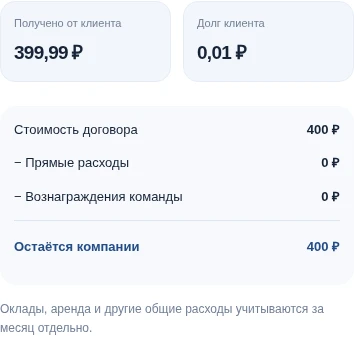 Получено от клиента
Долг клиента
399,99 ₽
0,01 ₽
Стоимость договора 400 ₽
− Прямые расходы 0 ₽
− Вознаграждения команды 0 ₽
Остаётся компании 400 ₽
Оклады, аренда и другие общие расходы учитываются за
месяц отдельно.